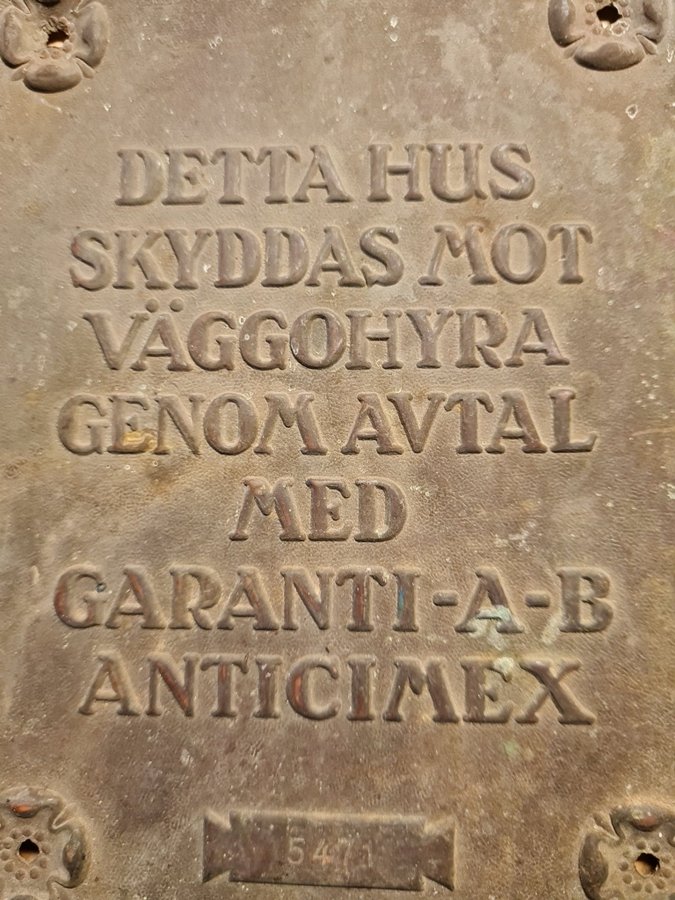 DETTA HUS
SKYDDAS MOT
VÄGGOHYRA
GENOM AVTAL
MED
GARANTI-A-B
ANTICIMEX
5471